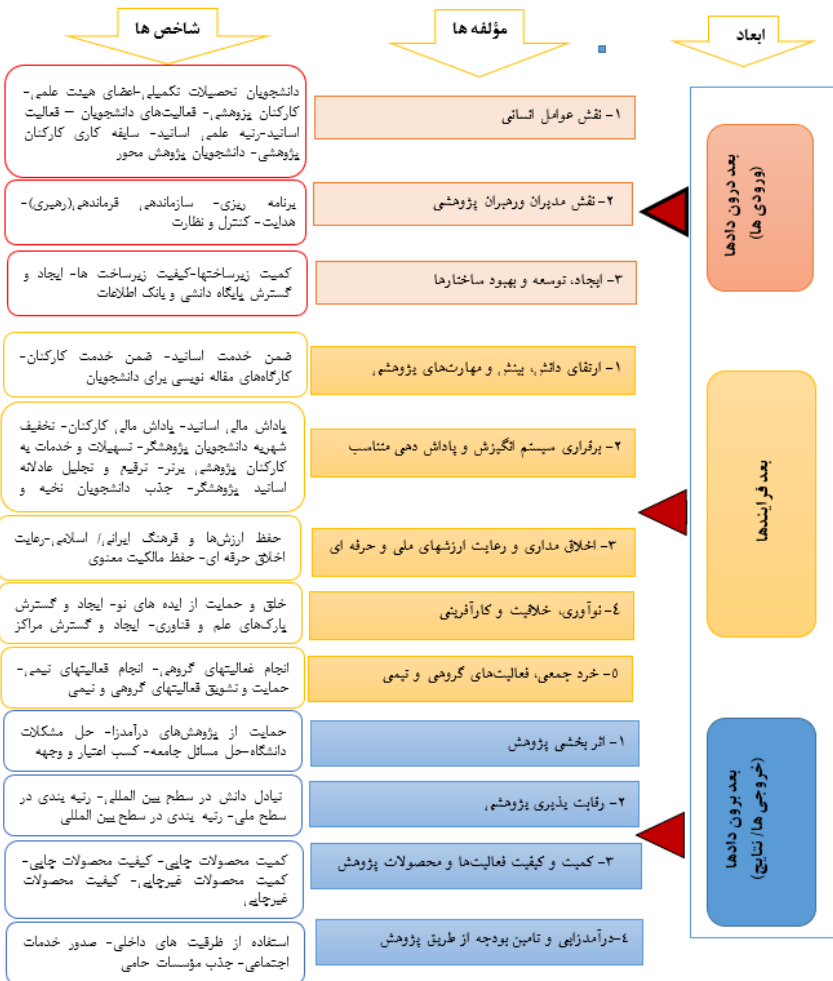 ابعاد
مؤلفه ها
شاخص ها
بعد درون دادها
(ورودی ها)
۱- نقش عوامل انسانی
دانشجویان تحصیلات تکمیلی-اعضای هیئت علمی-
کارکنان پژوهشی- فعالیت‌های دانشجویان – فعالیت
اساتید-رتبه علمی اساتید- سابقه کاری کارکنان
پژوهشی- دانشجویان پژوهش محور
۲- نقش مدیران ورهبران پژوهشی
برنامه ریزی- سازماندهی فرماندهی(رهبری)-
هدایت- کنترل و نظارت
۳- ایجاد، توسعه و بهبود ساختارها
کمیت زیرساختها-کیفیت زیرساخت ها- ایجاد و
گسترش پایگاه دانشی و بانک اطلاعات
بعد فرایندها
۱- ارتقای دانش، بینش و مهارت‌های پژوهشی
ضمن خدمت اساتید- ضمن خدمت کارکنان-
کارگاه‌های مقاله نویسی برای دانشجویان
۲- برقراری سیستم انگیزش و پاداش دهی متناسب
پاداش مالی اساتید- پاداش مالی کارکنان- تخفیف
شهریه دانشجویان پژوهشگر- تسهیلات و خدمات به
کارکنان پژوهشی برتر- ترفیع و تجلیل عادلانه
اساتید پژوهشگر- جذب دانشجویان نخبه و
۳- اخلاق مداری و رعایت ارزشهای ملی و حرفه ای
حفظ ارزش‌ها و فرهنگ ایرانی/ اسلامی-رعایت
اخلاق حرفه ای- حفظ مالکیت معنوی
٤-نوآوری، خلاقیت و کارآفرینی
خلق و حمایت از ایده های نو- ایجاد و گسترش
پارک‌های علم و فناوری- ایجاد و گسترش مراکز
٥- خرد جمعی، فعالیت‌های گروهی و تیمی
انجام فعالیتهای گروهی- انجام فعالیتهای تیمی-
حمایت و تشویق فعالیتهای گروهی و تیمی
بعد برون دادها
(خروجی ها/ نتایج)
۱- اثر بخشی پژوهش
حمایت از پژوهش‌های درآمدزا- حل مشکلات
دانشگاه-حل مسائل جامعه- کسب اعتبار و وجهه
۲- رقابت پذیری پژوهشی
تبادل دانش در سطح بین المللی- رتبه بندی در
سطح ملی- رتبه بندی در سطح بین المللی
۳- کمیت و کیفیت فعالیت‌ها و محصولات پژوهش
کمیت محصولات چاپی- کیفیت محصولات چاپی-
کمیت محصولات غیرچاپی- کیفیت محصولات
غیرچاپی
٤-درآمدزایی و تامین بودجه از طریق پژوهش
استفاده از ظرفیت های داخلی- صدور خدمات
اجتماعی- جذب مؤسسات حامی